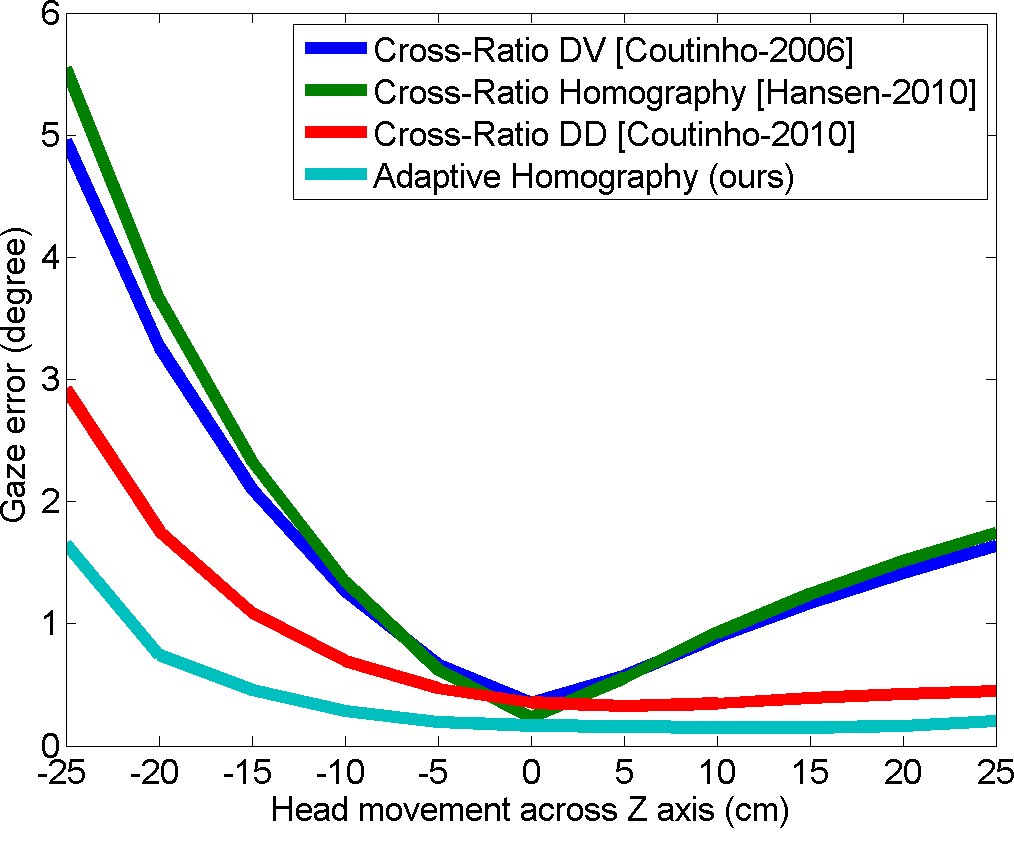 6
5
4
3
2
1
0
Gaze error (degree)
Cross-Ratio DV [Coutinho-2006]
Cross-Ratio Homography [Hansen-2010]
Cross-Ratio DD [Coutinho-2010]
Adaptive Homography (ours)
-25 -20 -15 -10 -5 0 5 10 15 20 25
Head movement across Z axis (cm)